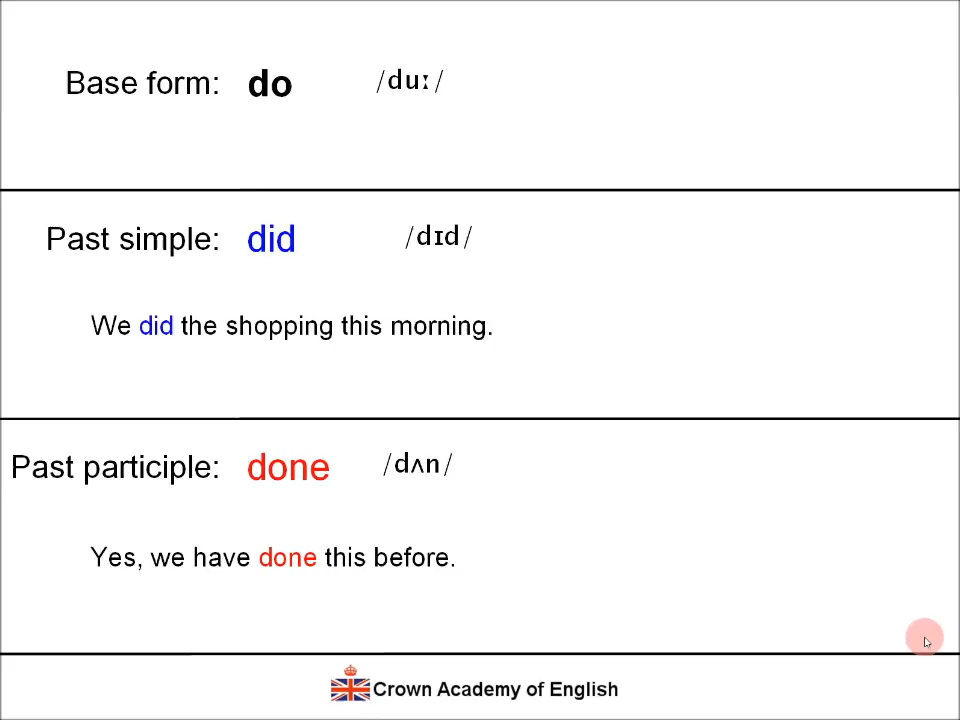 Base form: do /duː/
Past simple: did /dɪd/
We did the shopping this morning.
Past participle: done /dʌn/
Yes, we have done this before.
Crown Academy of English